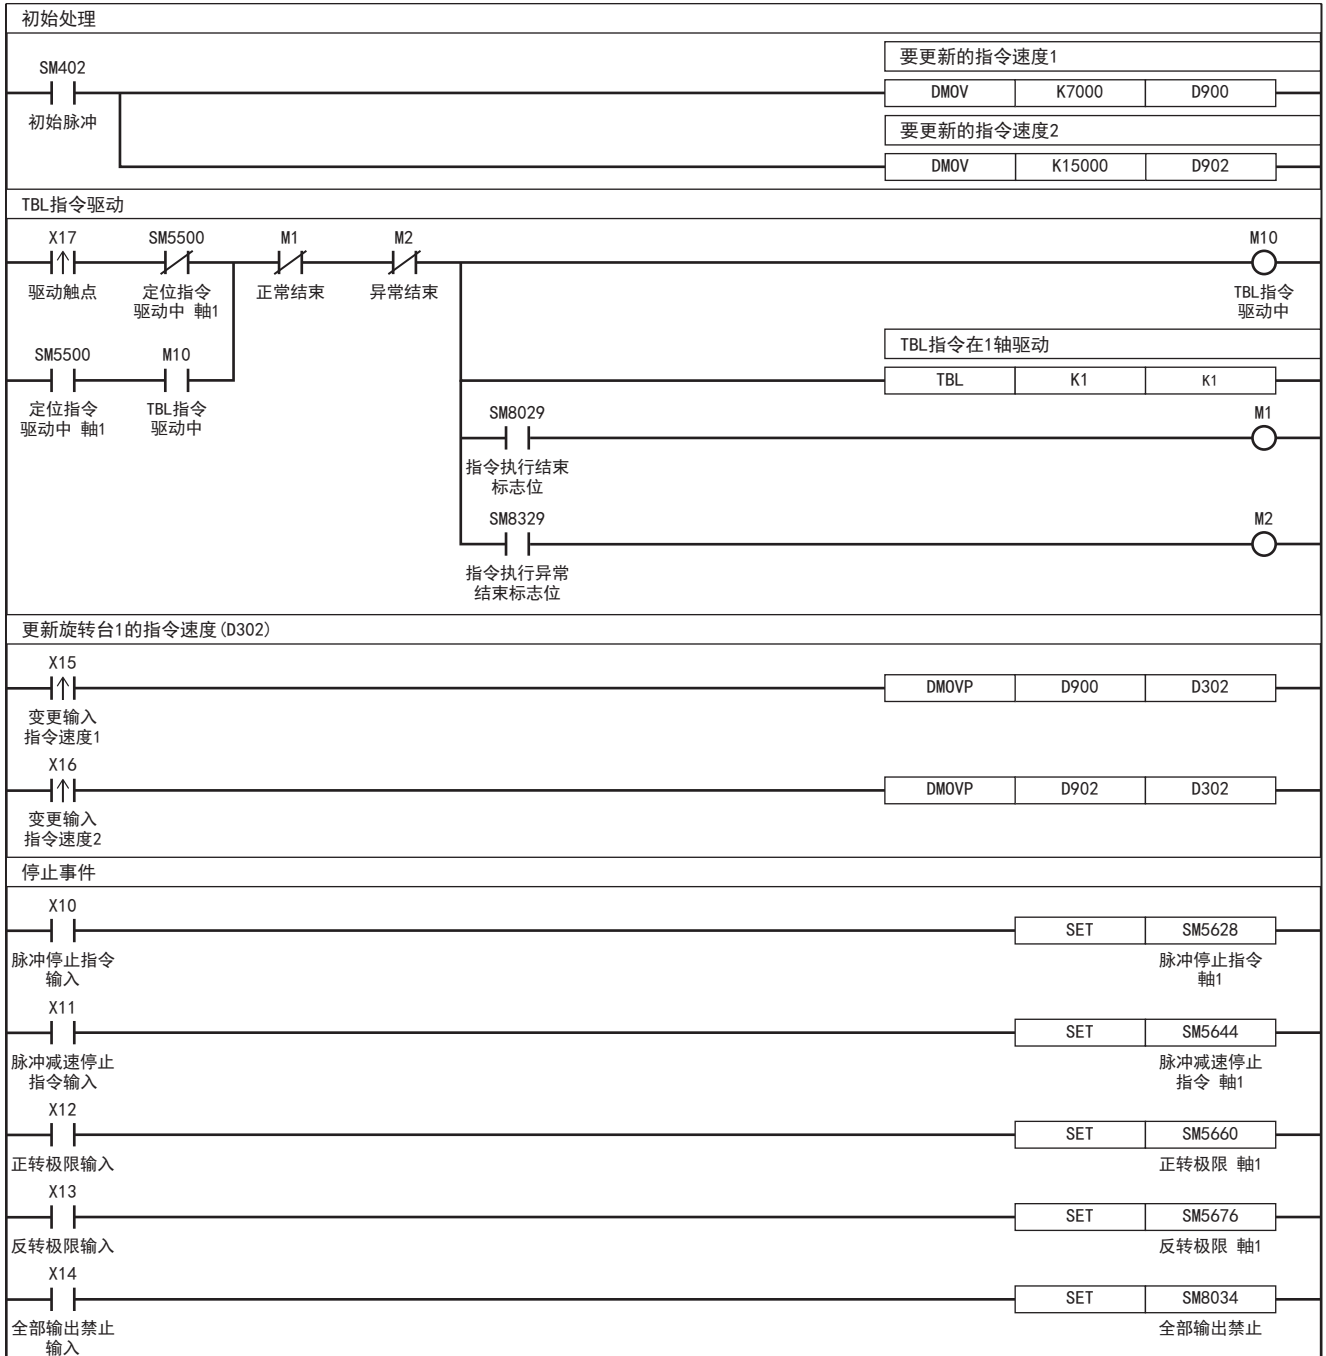 初始处理
要更新的指令速度1
SM402
DMOV K7000 D900
初始脉冲
要更新的指令速度2
DMOV K15000 D902
TBL指令驱动
X17 SM5500 M1 M2 M10
驱动触点 定位指令 正常结束 异常结束 TBL指令
驱动中 軸1 驱动中
TBL指令在1轴驱动
SM5500 M10
TBL K1 K1
定位指令 TBL指令 SM8029 M1
驱动中 軸1 驱动中
指令执行结束
标志位
SM8329 M2
指令执行异常
结束标志位
更新旋转台1的指令速度(D302)
X15
DMOVP D900 D302
变更输入
指令速度1
X16
DMOVP D902 D302
变更输入
指令速度2
停止事件
X10
SET SM5628
脉冲停止指令 脉冲停止指令
输入 軸1
X11
SET SM5644
脉冲减速停止 脉冲减速停止
指令输入 指令 軸1
X12
SET SM5660
正转极限输入 正转极限 軸1
X13
SET SM5676
反转极限输入 反转极限 軸1
X14
SET SM8034
全部输出禁止 全部输出禁止
输入